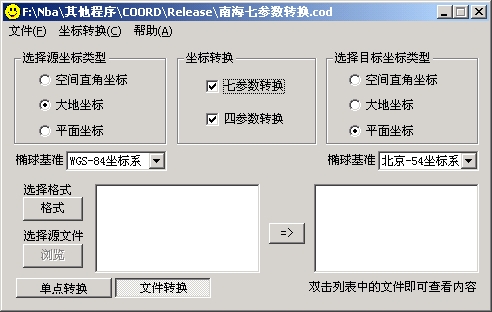 F:\Nba\其他程序\COORD\Release\南海七参数转换.cod
文件(F) 坐标转换(C) 帮助(A)
选择源坐标类型 坐标转换 选择目标坐标类型
空间直角坐标 七参数转换 空间直角坐标
大地坐标 四参数转换 大地坐标
平面坐标 平面坐标
椭球基准 WGS-84坐标系 椭球基准 北京-54坐标系
选择格式
格式
选择源文件
浏览 =>
单点转换 文件转换 双击列表中的文件即可查看内容